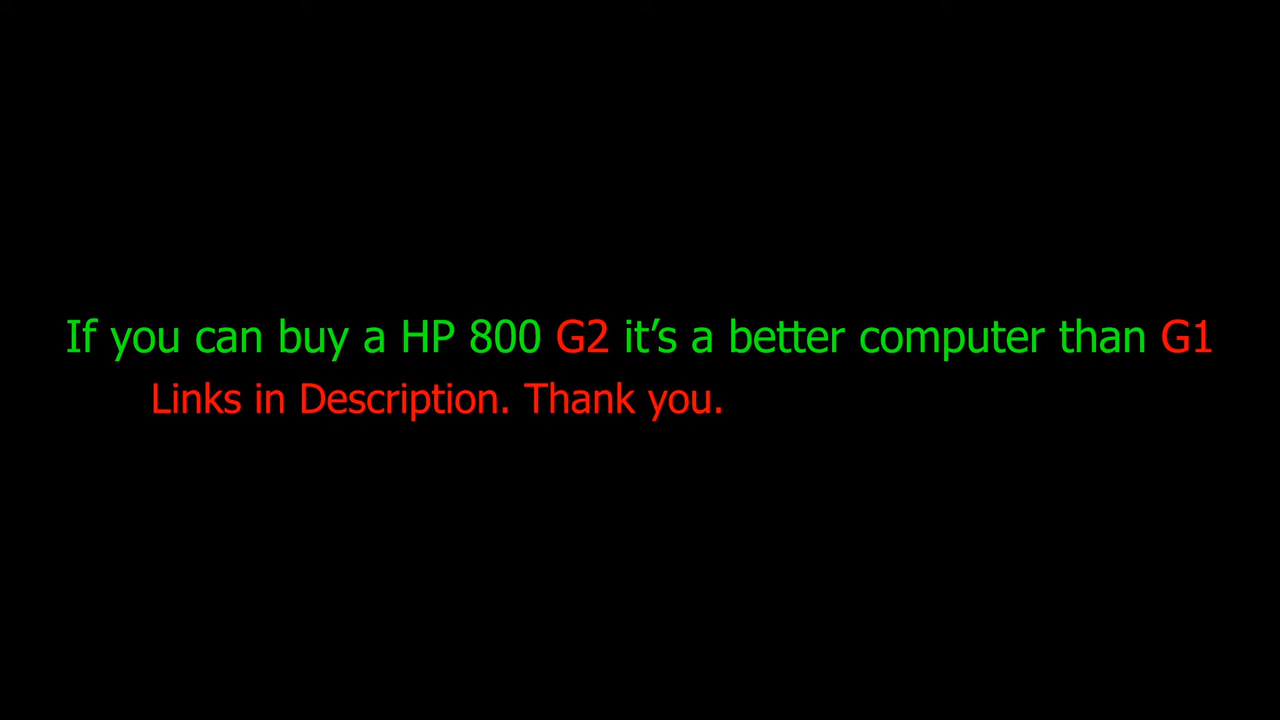 If you can buy a HP 800 G2 it’s a better computer than G1
Links in Description. Thank you.